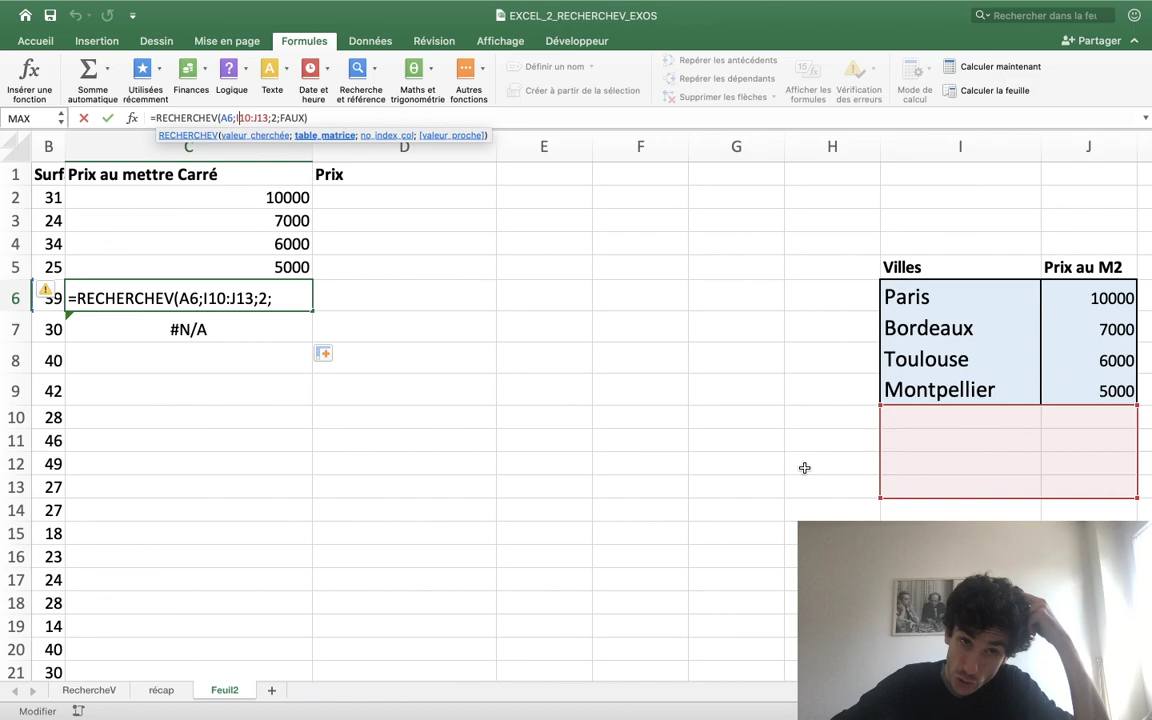 EXCEL_2_RECHERCHEV_EXOS
Rechercher dans la feu
Accueil Insertion Dessin Mise en page Formules Données Révision Affichage Développeur Partager
fx Insérer une fonction
Σ Somme automatique
Utilisées récemment
Finances
? Logique
A Texte
Date et heure
Recherche et référence
θ Maths et trigonométrie
Autres fonctions
Définir un nom
Créer à partir de la sélection
Repérer les antécédents
Repérer les dépendants
Supprimer les flèches
15/fx Afficher les formules
Vérification des erreurs
Mode de calcul
Calculer maintenant
Calculer la feuille
MAX fx =RECHERCHEV(A6;I10:J13;2;FAUX)
RECHERCHEV(valeur_cherchée; table_matrice; no_index_col; [valeur_proche])
B C D E F G H I J
1 Surf Prix au mettre Carré Prix
2 31 10000
3 24 7000
4 34 6000
5 25 5000 Villes Prix au M2
6 39 =RECHERCHEV(A6;I10:J13;2; Paris 10000
7 30 #N/A Bordeaux 7000
8 40 Toulouse 6000
9 42 Montpellier 5000
10 28
11 46
12 49
13 27
14 27
15 18
16 23
17 24
18 28
19 14
20 40
21 30
RechercheV récap Feuil2 +
Modifier